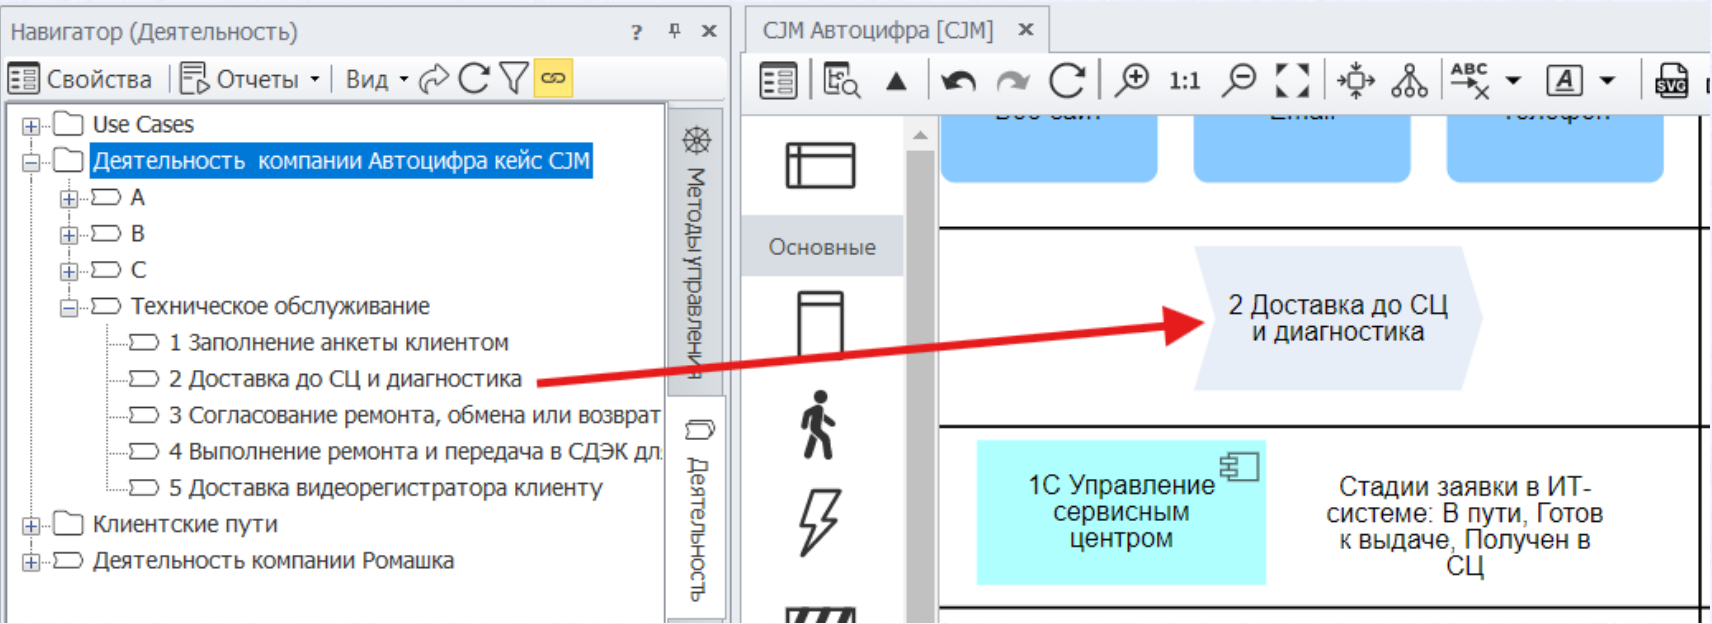 Навигатор (Деятельность)
Свойства
Отчеты
Вид
Use Cases
Деятельность  компании Автоцифра кейс CJM
A
B
C
Техническое обслуживание
1 Заполнение анкеты клиентом
2 Доставка до СЦ и диагностика
3 Согласование ремонта, обмена или возврат
4 Выполнение ремонта и передача в СДЭК дл
5 Доставка видеорегистратора клиенту
Клиентские пути
Деятельность компании Ромашка
Методы управления
Деятельность
CJM Автоцифра [CJM]
1:1
ABC
A
SVG
Основные
Email
Телефон
2 Доставка до СЦ
и диагностика
1С Управление
сервисным
центром
Стадии заявки в ИТ-
системе: В пути, Готов
к выдаче, Получен в
СЦ